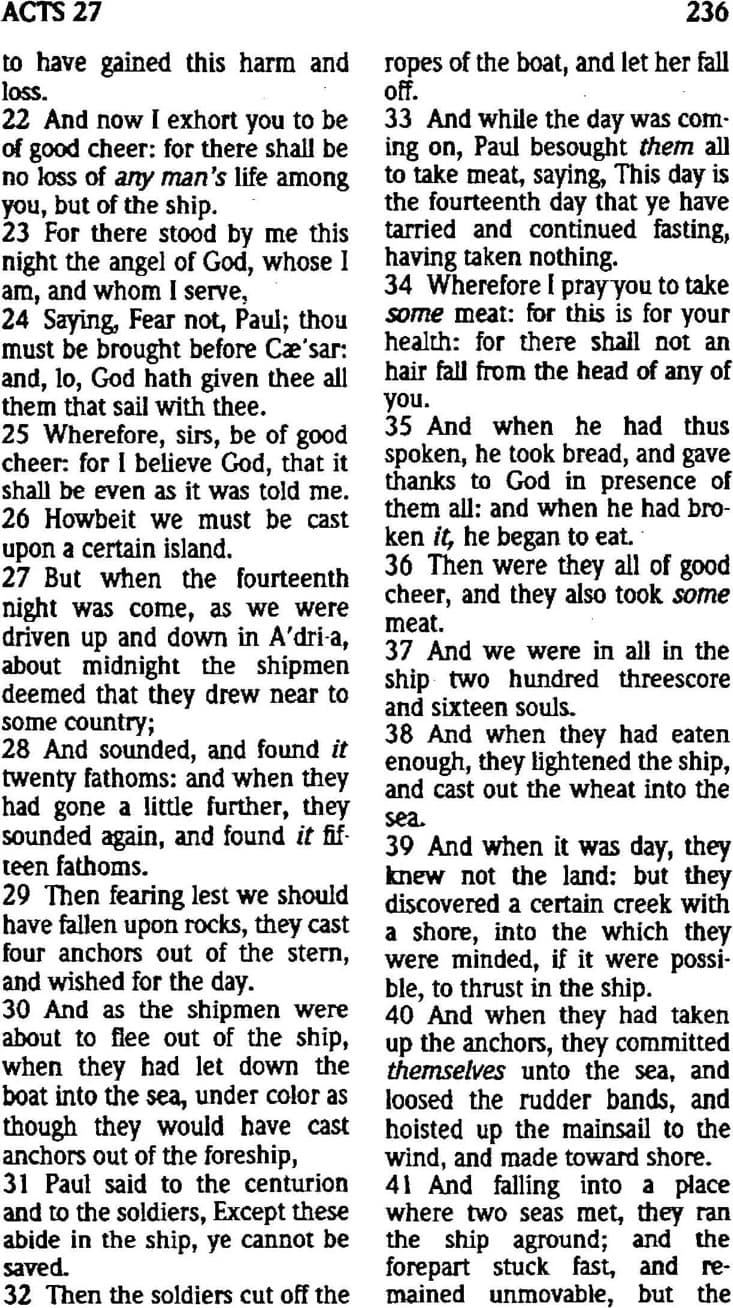 ACTS 27
236
to have gained this harm and
loss.
22 And now I exhort you to be
of good cheer: for there shall be
no loss of any man's life among
you, but of the ship.
23 For there stood by me this
night the angel of God, whose I
am, and whom I serve,
24 Saying, Fear not, Paul; thou
must be brought before Cæ'sar:
and, lo, God hath given thee all
them that sail with thee.
25 Wherefore, sirs, be of good
cheer: for I believe God, that it
shall be even as it was told me.
26 Howbeit we must be cast
upon a certain island.
27 But when the fourteenth
night was come, as we were
driven up and down in A'dri-a,
about midnight the shipmen
deemed that they drew near to
some country;
28 And sounded, and found it
twenty fathoms: and when they
had gone a little further, they
sounded again, and found it fif-
teen fathoms.
29 Then fearing lest we should
have fallen upon rocks, they cast
four anchors out of the stern,
and wished for the day.
30 And as the shipmen were
about to flee out of the ship,
when they had let down the
boat into the sea, under color as
though they would have cast
anchors out of the foreship,
31 Paul said to the centurion
and to the soldiers, Except these
abide in the ship, ye cannot be
saved.
32 Then the soldiers cut off the
ropes of the boat, and let her fall
off.
33 And while the day was com-
ing on, Paul besought them all
to take meat, saying, This day is
the fourteenth day that ye have
tarried and continued fasting,
having taken nothing.
34 Wherefore I pray you to take
some meat: for this is for your
health: for there shall not an
hair fall from the head of any of
you.
35 And when he had thus
spoken, he took bread, and gave
thanks to God in presence of
them all: and when he had bro-
ken it, he began to eat.
36 Then were they all of good
cheer, and they also took some
meat.
37 And we were in all in the
ship two hundred threescore
and sixteen souls.
38 And when they had eaten
enough, they lightened the ship,
and cast out the wheat into the
sea.
39 And when it was day, they
knew not the land: but they
discovered a certain creek with
a shore, into the which they
were minded, if it were possi-
ble, to thrust in the ship.
40 And when they had taken
up the anchors, they committed
themselves unto the sea, and
loosed the rudder bands, and
hoisted up the mainsail to the
wind, and made toward shore.
41 And falling into a place
where two seas met, they ran
the ship aground; and the
forepart stuck fast, and re-
mained unmovable, but the